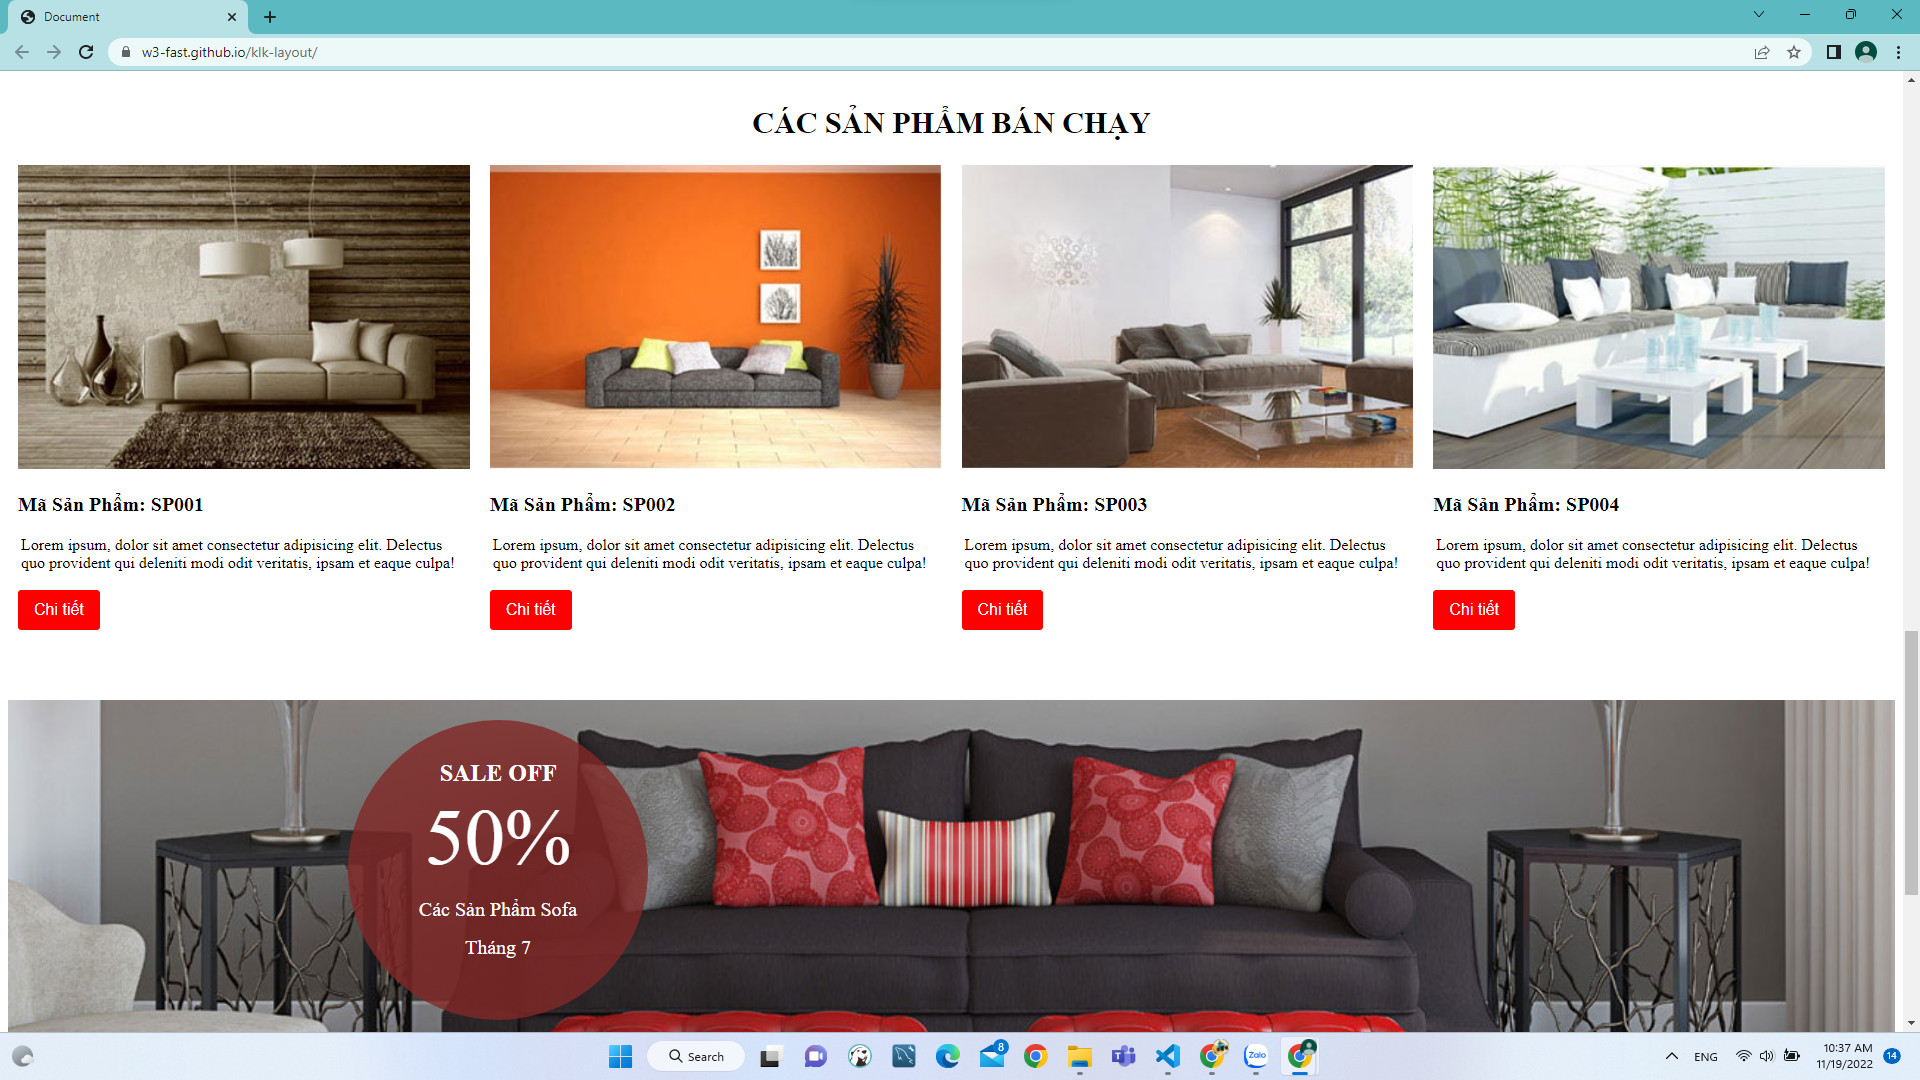 Document
w3-fast.github.io/klk-layout/
CÁC SẢN PHẨM BÁN CHẠY
Mã Sản Phẩm: SP001
Lorem ipsum, dolor sit amet consectetur adipisicing elit. Delectus
quo provident qui deleniti modi odit veritatis, ipsam et eaque culpa!
Chi tiết
Mã Sản Phẩm: SP002
Lorem ipsum, dolor sit amet consectetur adipisicing elit. Delectus
quo provident qui deleniti modi odit veritatis, ipsam et eaque culpa!
Chi tiết
Mã Sản Phẩm: SP003
Lorem ipsum, dolor sit amet consectetur adipisicing elit. Delectus
quo provident qui deleniti modi odit veritatis, ipsam et eaque culpa!
Chi tiết
Mã Sản Phẩm: SP004
Lorem ipsum, dolor sit amet consectetur adipisicing elit. Delectus
quo provident qui deleniti modi odit veritatis, ipsam et eaque culpa!
Chi tiết
SALE OFF
50%
Các Sản Phẩm Sofa
Tháng 7
Search
8
Zalo
ENG
10:37 AM
11/19/2022
14